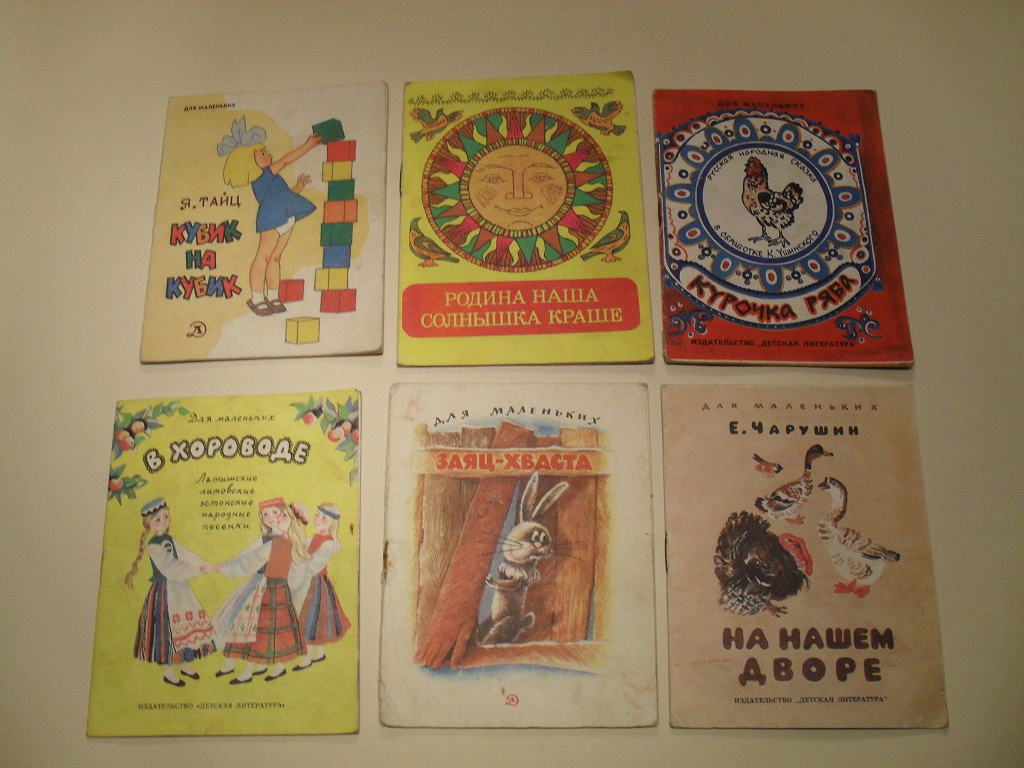 Для маленьких
Я. ТАЙЦ
КУБИК
НА
КУБИК
Д
РОДИНА НАША
СОЛНЫШКА КРАШЕ
ДЛЯ МАЛЕНЬКИХ
РУССКАЯ НАРОДНАЯ СКАЗКА
В ОБРАБОТКЕ К. УШИНСКОГО
КУРОЧКА РЯБА
ИЗДАТЕЛЬСТВО „ДЕТСКАЯ ЛИТЕРАТУРА"
Для маленьких
В ХОРОВОДЕ
Латышские
литовские
эстонские
народные
песенки
ИЗДАТЕЛЬСТВО «ДЕТСКАЯ ЛИТЕРАТУРА»
ДЛЯ МАЛЕНЬКИХ
ЗАЯЦ-ХВАСТА
Д
ДЛЯ МАЛЕНЬКИХ
Е. ЧАРУШИН
НА НАШЕМ
ДВОРЕ
ИЗДАТЕЛЬСТВО „ДЕТСКАЯ ЛИТЕРАТУРА"